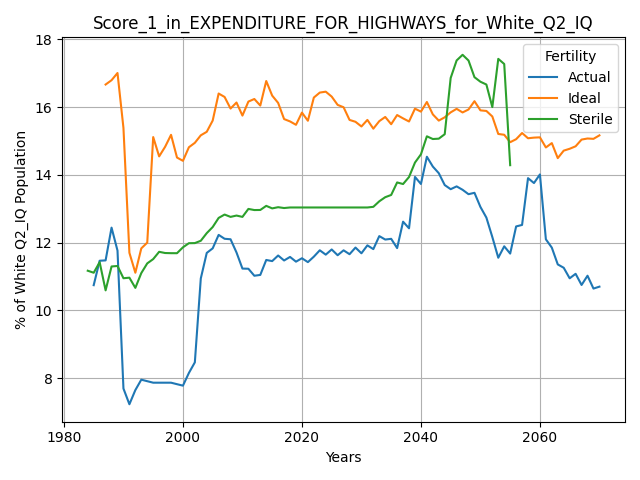 Score_1_in_EXPENDITURE_FOR_HIGHWAYS_for_White_Q2_IQ
18
16
14
12
10
8
% of White Q2_IQ Population
Fertility
Actual
Ideal
Sterile
1980
2000
2020
2040
2060
Years